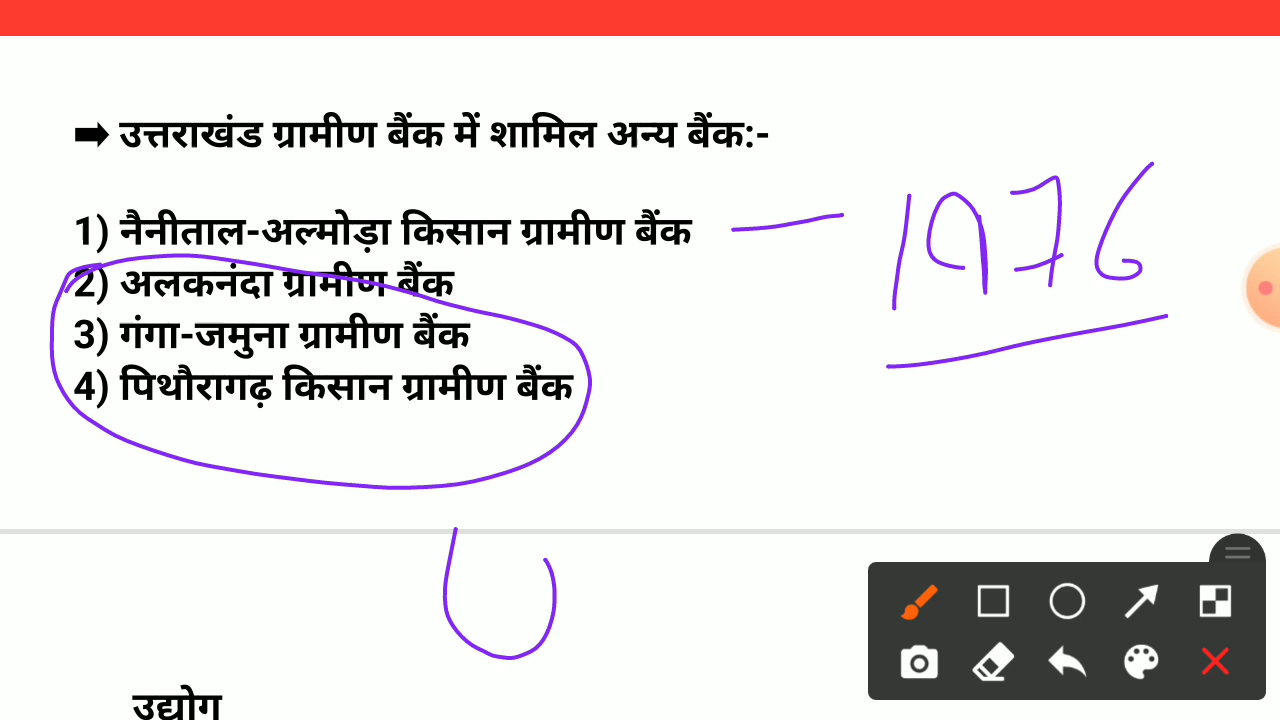 ➡ उत्तराखंड ग्रामीण बैंक में शामिल अन्य बैंक:-
1) नैनीताल-अल्मोड़ा किसान ग्रामीण बैंक — 1976
2) अलकनंदा ग्रामीण बैंक
3) गंगा-जमुना ग्रामीण बैंक
4) पिथौरागढ़ किसान ग्रामीण बैंक
उद्योग